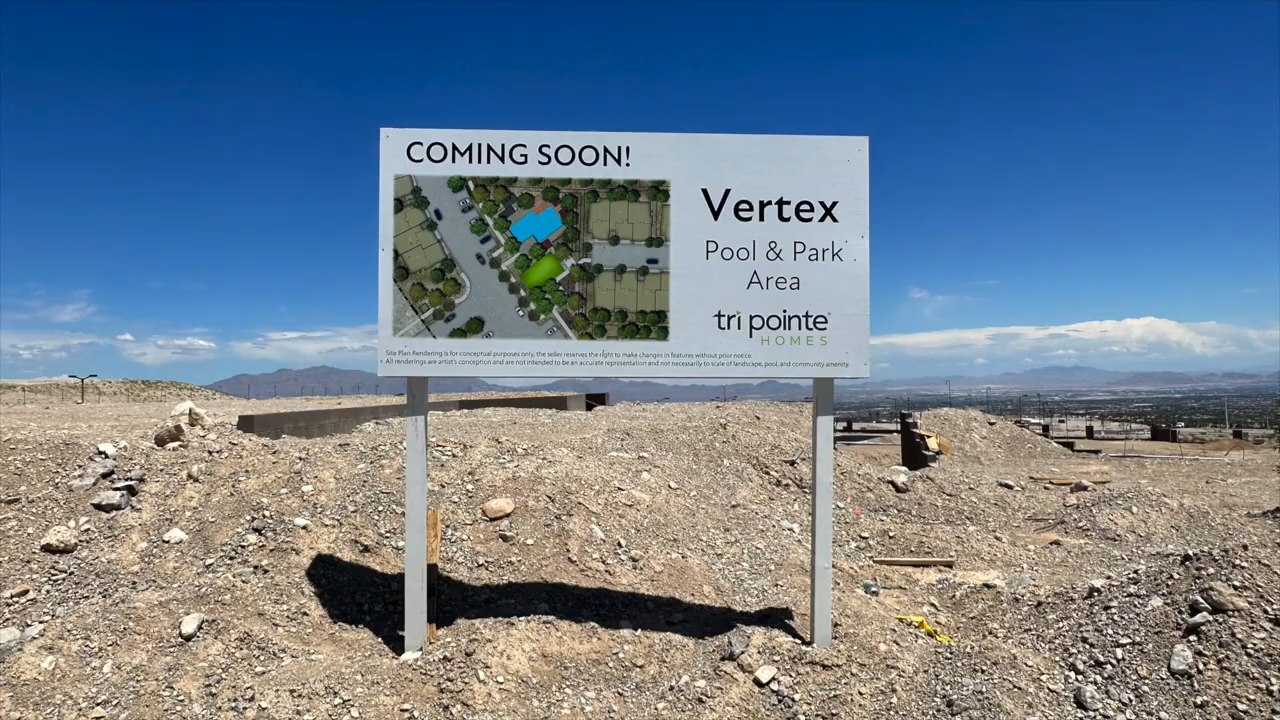 COMING SOON!
Vertex
Pool & Park
Area
tri pointe®
HOMES
Site Plan Rendering is for conceptual purposes only, the seller reserves the right to make changes in features without prior notice.
All renderings are artist's conception and are not intended to be an accurate representation and not necessarily to scale of landscape, pool, and community amenity.